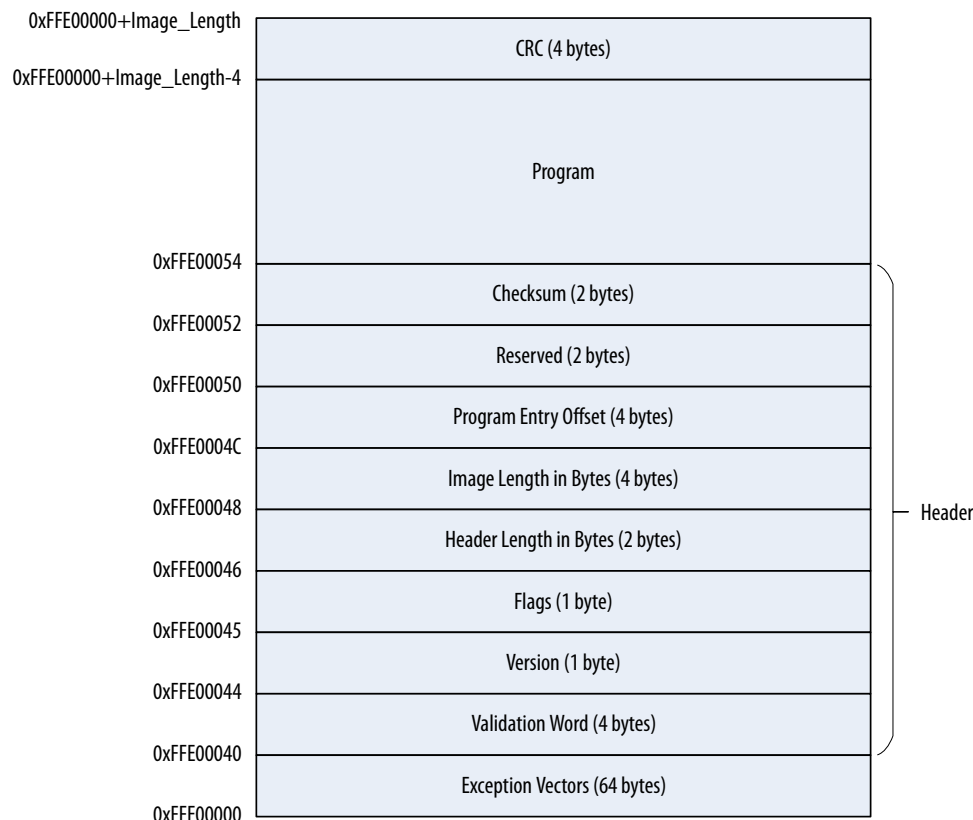 0xFFE00000+Image_Length
CRC (4 bytes)
0xFFE00000+Image_Length-4
Program
0xFFE00054
Checksum (2 bytes)
0xFFE00052
Reserved (2 bytes)
0xFFE00050
Program Entry Offset (4 bytes)
0xFFE0004C
Image Length in Bytes (4 bytes)
0xFFE00048
Header
Header Length in Bytes (2 bytes)
0xFFE00046
Flags (1 byte)
0xFFE00045
Version (1 byte)
0xFFE00044
Validation Word (4 bytes)
0xFFE00040
Exception Vectors (64 bytes)
0xFFE00000